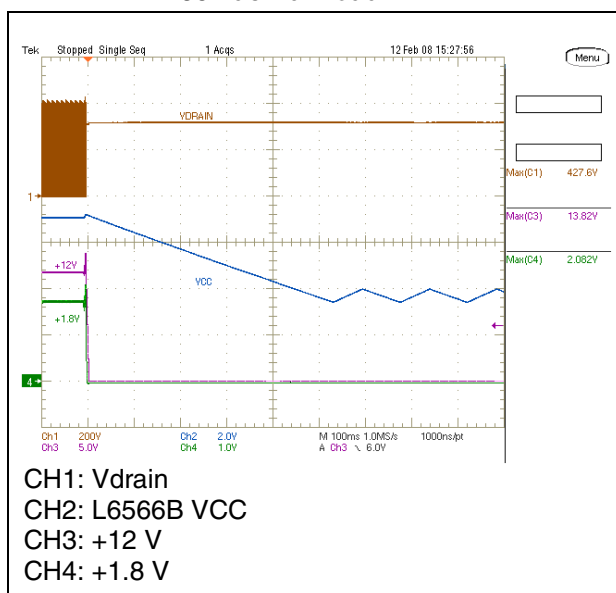 Tek Stopped Single Seq 1 Acqs 12 Feb 08 15:27:56
Menu
VDRAIN
1
Max(C1) 427.6V
Max(C3) 13.82V
+12V
Max(C4) 2.082V
VCC
+1.8V
4
Ch1 200V Ch2 2.0V M 100ms 1.0MS/s 1000ns/pt
Ch3 5.0V Ch4 1.0V A Ch3 \ 6.0V
CH1: Vdrain
CH2: L6566B VCC
CH3: +12 V
CH4: +1.8 V